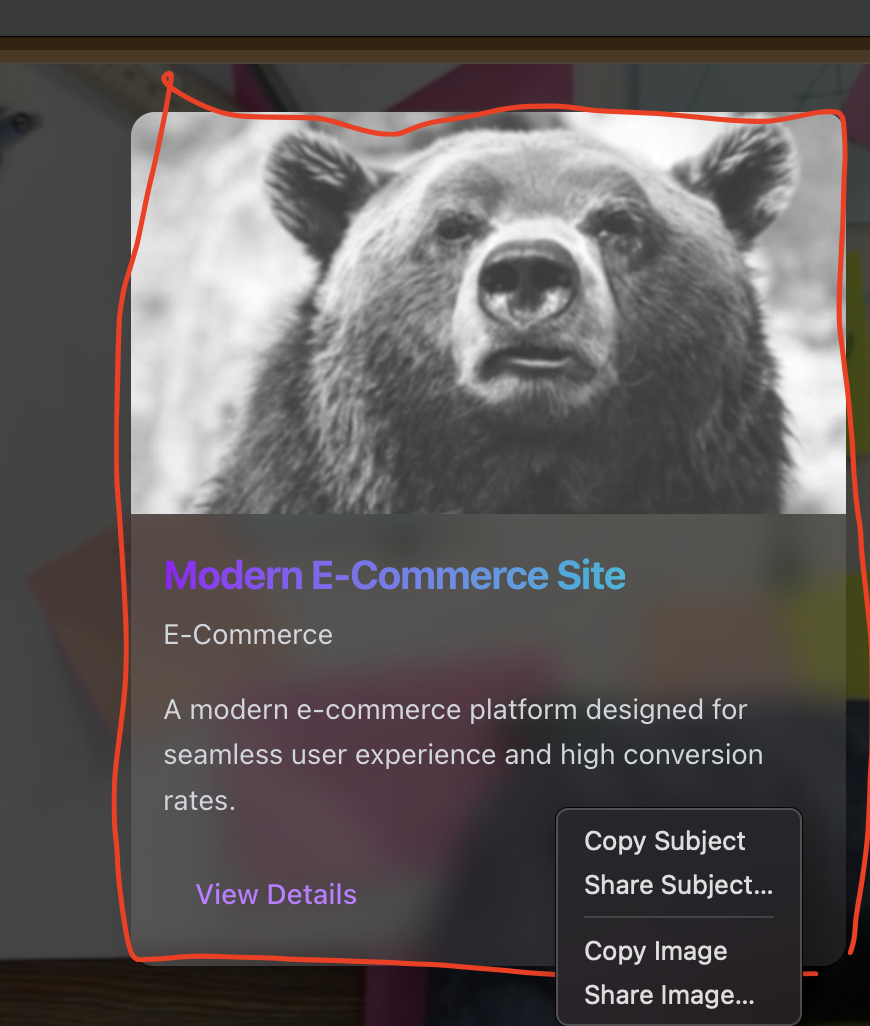 Modern E-Commerce Site
E-Commerce
A modern e-commerce platform designed for
seamless user experience and high conversion
rates.
View Details
Copy Subject
Share Subject...
Copy Image
Share Image...